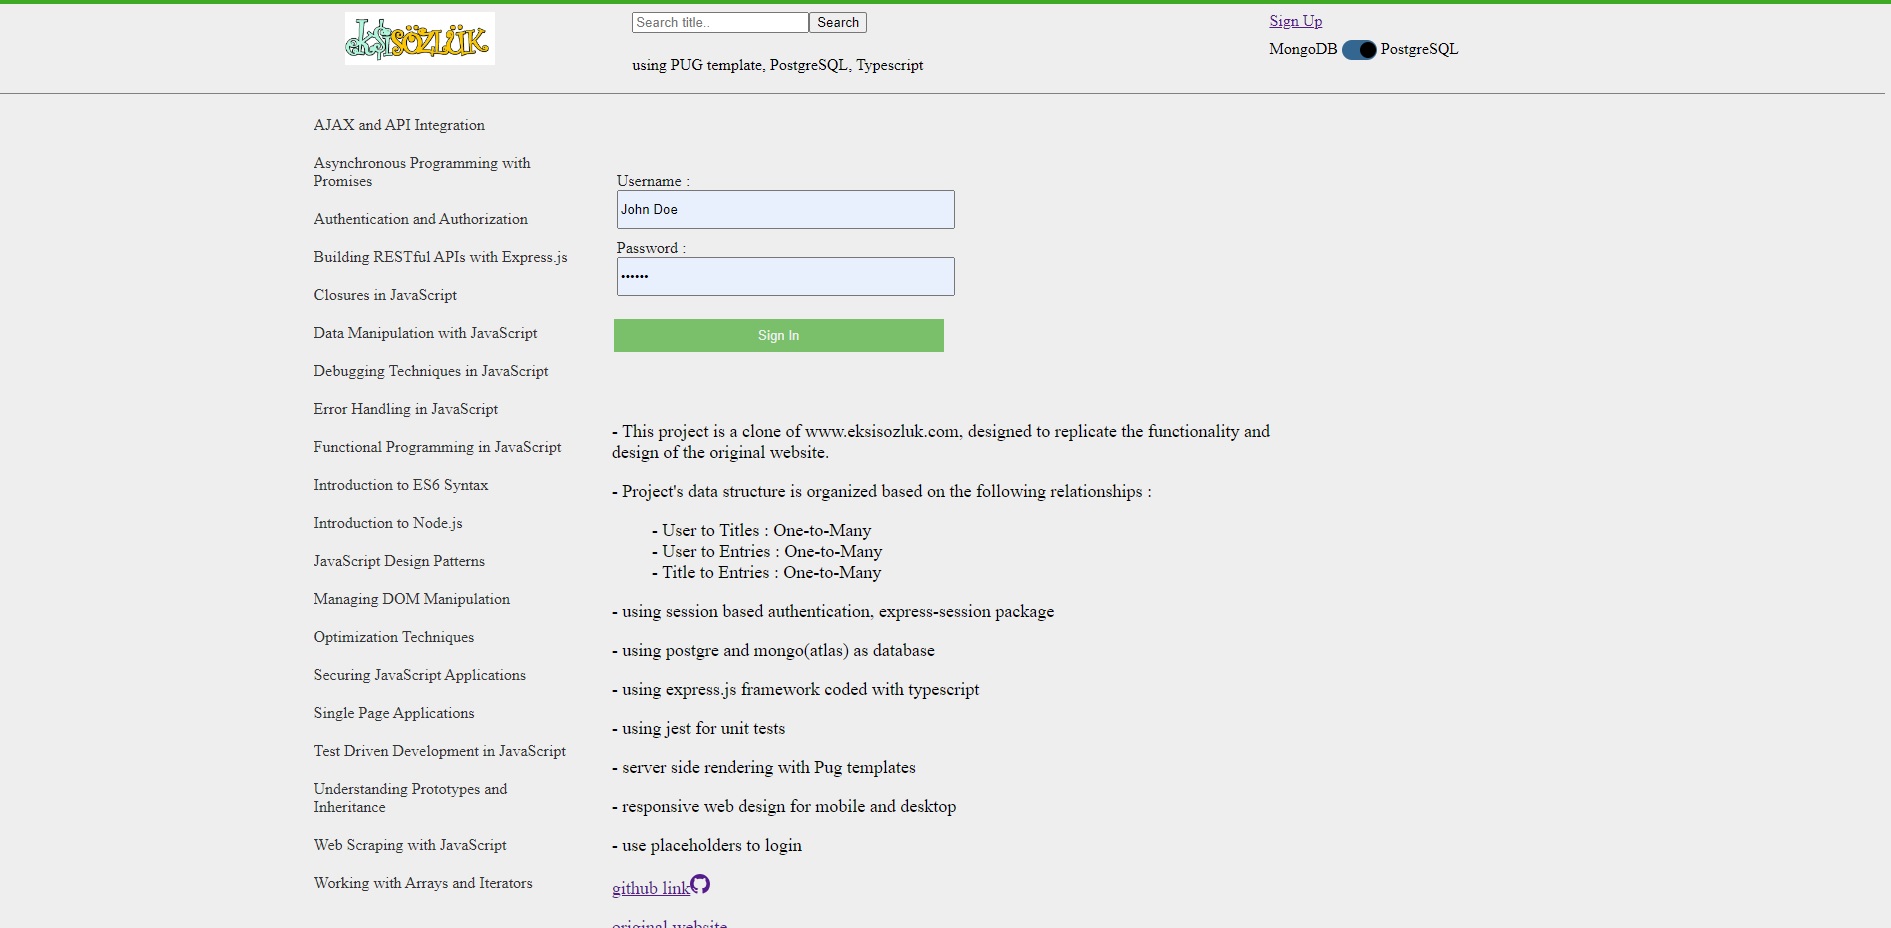 ekşisözlük
Search title..
Search
using PUG template, PostgreSQL, Typescript
Sign Up
MongoDB PostgreSQL
AJAX and API Integration
Asynchronous Programming with
Promises
Authentication and Authorization
Building RESTful APIs with Express.js
Closures in JavaScript
Data Manipulation with JavaScript
Debugging Techniques in JavaScript
Error Handling in JavaScript
Functional Programming in JavaScript
Introduction to ES6 Syntax
Introduction to Node.js
JavaScript Design Patterns
Managing DOM Manipulation
Optimization Techniques
Securing JavaScript Applications
Single Page Applications
Test Driven Development in JavaScript
Understanding Prototypes and
Inheritance
Web Scraping with JavaScript
Working with Arrays and Iterators
Username :
John Doe
Password :
••••••
Sign In
- This project is a clone of www.eksisozluk.com, designed to replicate the functionality and
design of the original website.
- Project's data structure is organized based on the following relationships :
- User to Titles : One-to-Many
- User to Entries : One-to-Many
- Title to Entries : One-to-Many
- using session based authentication, express-session package
- using postgre and mongo(atlas) as database
- using express.js framework coded with typescript
- using jest for unit tests
- server side rendering with Pug templates
- responsive web design for mobile and desktop
- use placeholders to login
github link
original website